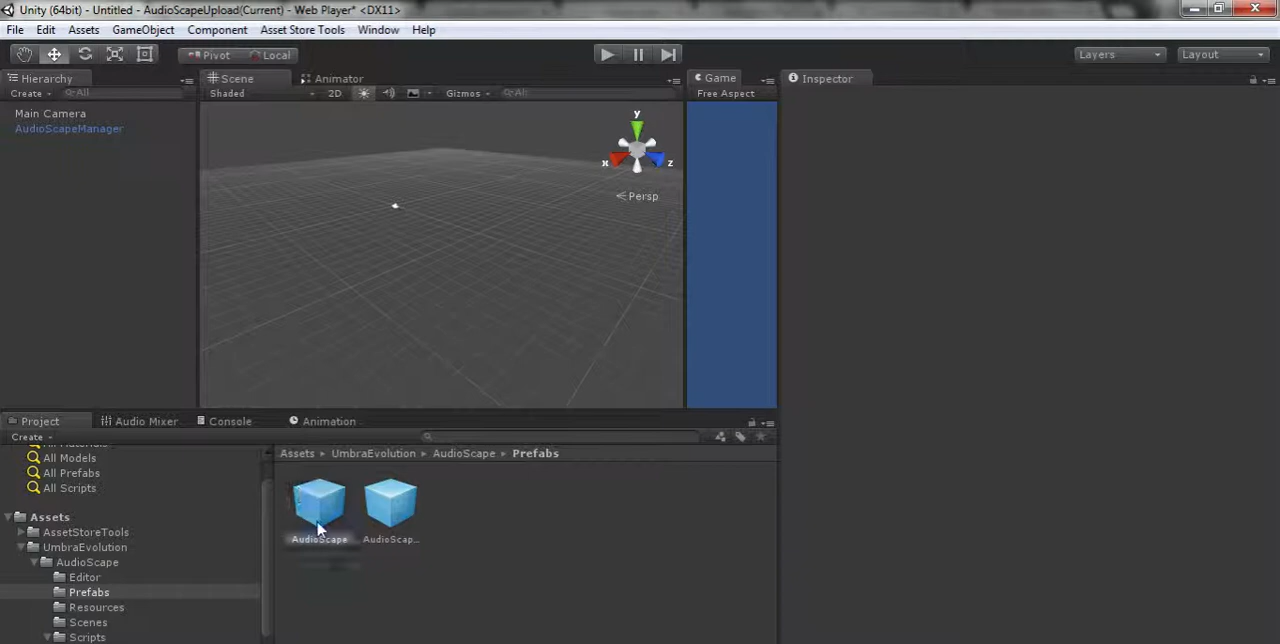 Unity (64bit) - Untitled - AudioScapeUpload(Current) - Web Player* <DX11>
File Edit Assets GameObject Component Asset Store Tools Window Help
Pivot Local Layers Layout
Hierarchy Scene Animator Game Inspector
Create All Shaded 2D Gizmos All Free Aspect
Main Camera
AudioScapeManager
y
x z
Persp
Project Audio Mixer Console Animation
Create
All Models
All Prefabs
All Scripts
Assets
AssetStoreTools
UmbraEvolution
AudioScape
Editor
Prefabs
Resources
Scenes
Scripts
Assets UmbraEvolution AudioScape Prefabs
AudioScape AudioScap...